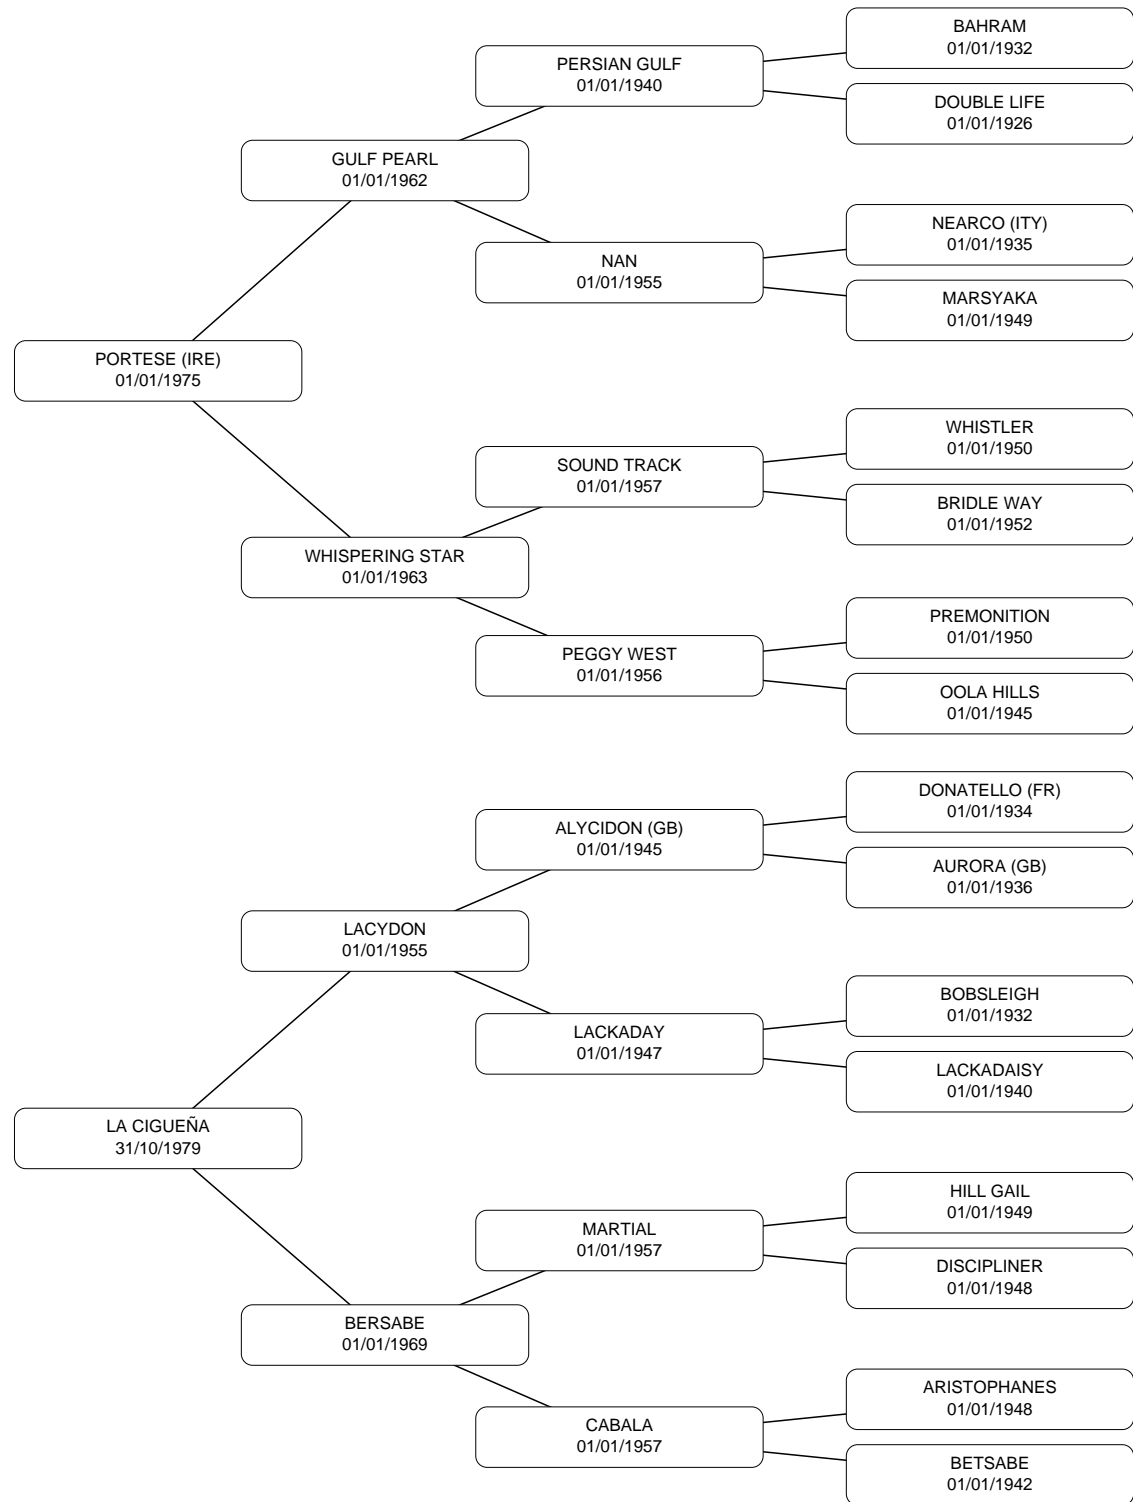 BAHRAM
01/01/1932
PERSIAN GULF
01/01/1940
DOUBLE LIFE
01/01/1926
GULF PEARL
01/01/1962
NEARCO (ITY)
01/01/1935
NAN
01/01/1955
MARSYAKA
01/01/1949
PORTESE (IRE)
01/01/1975
WHISTLER
01/01/1950
SOUND TRACK
01/01/1957
BRIDLE WAY
01/01/1952
WHISPERING STAR
01/01/1963
PREMONITION
01/01/1950
PEGGY WEST
01/01/1956
OOLA HILLS
01/01/1945
DONATELLO (FR)
01/01/1934
ALYCIDON (GB)
01/01/1945
AURORA (GB)
01/01/1936
LACYDON
01/01/1955
BOBSLEIGH
01/01/1932
LACKADAY
01/01/1947
LACKADAISY
01/01/1940
LA CIGUEÑA
31/10/1979
HILL GAIL
01/01/1949
MARTIAL
01/01/1957
DISCIPLINER
01/01/1948
BERSABE
01/01/1969
ARISTOPHANES
01/01/1948
CABALA
01/01/1957
BETSABE
01/01/1942